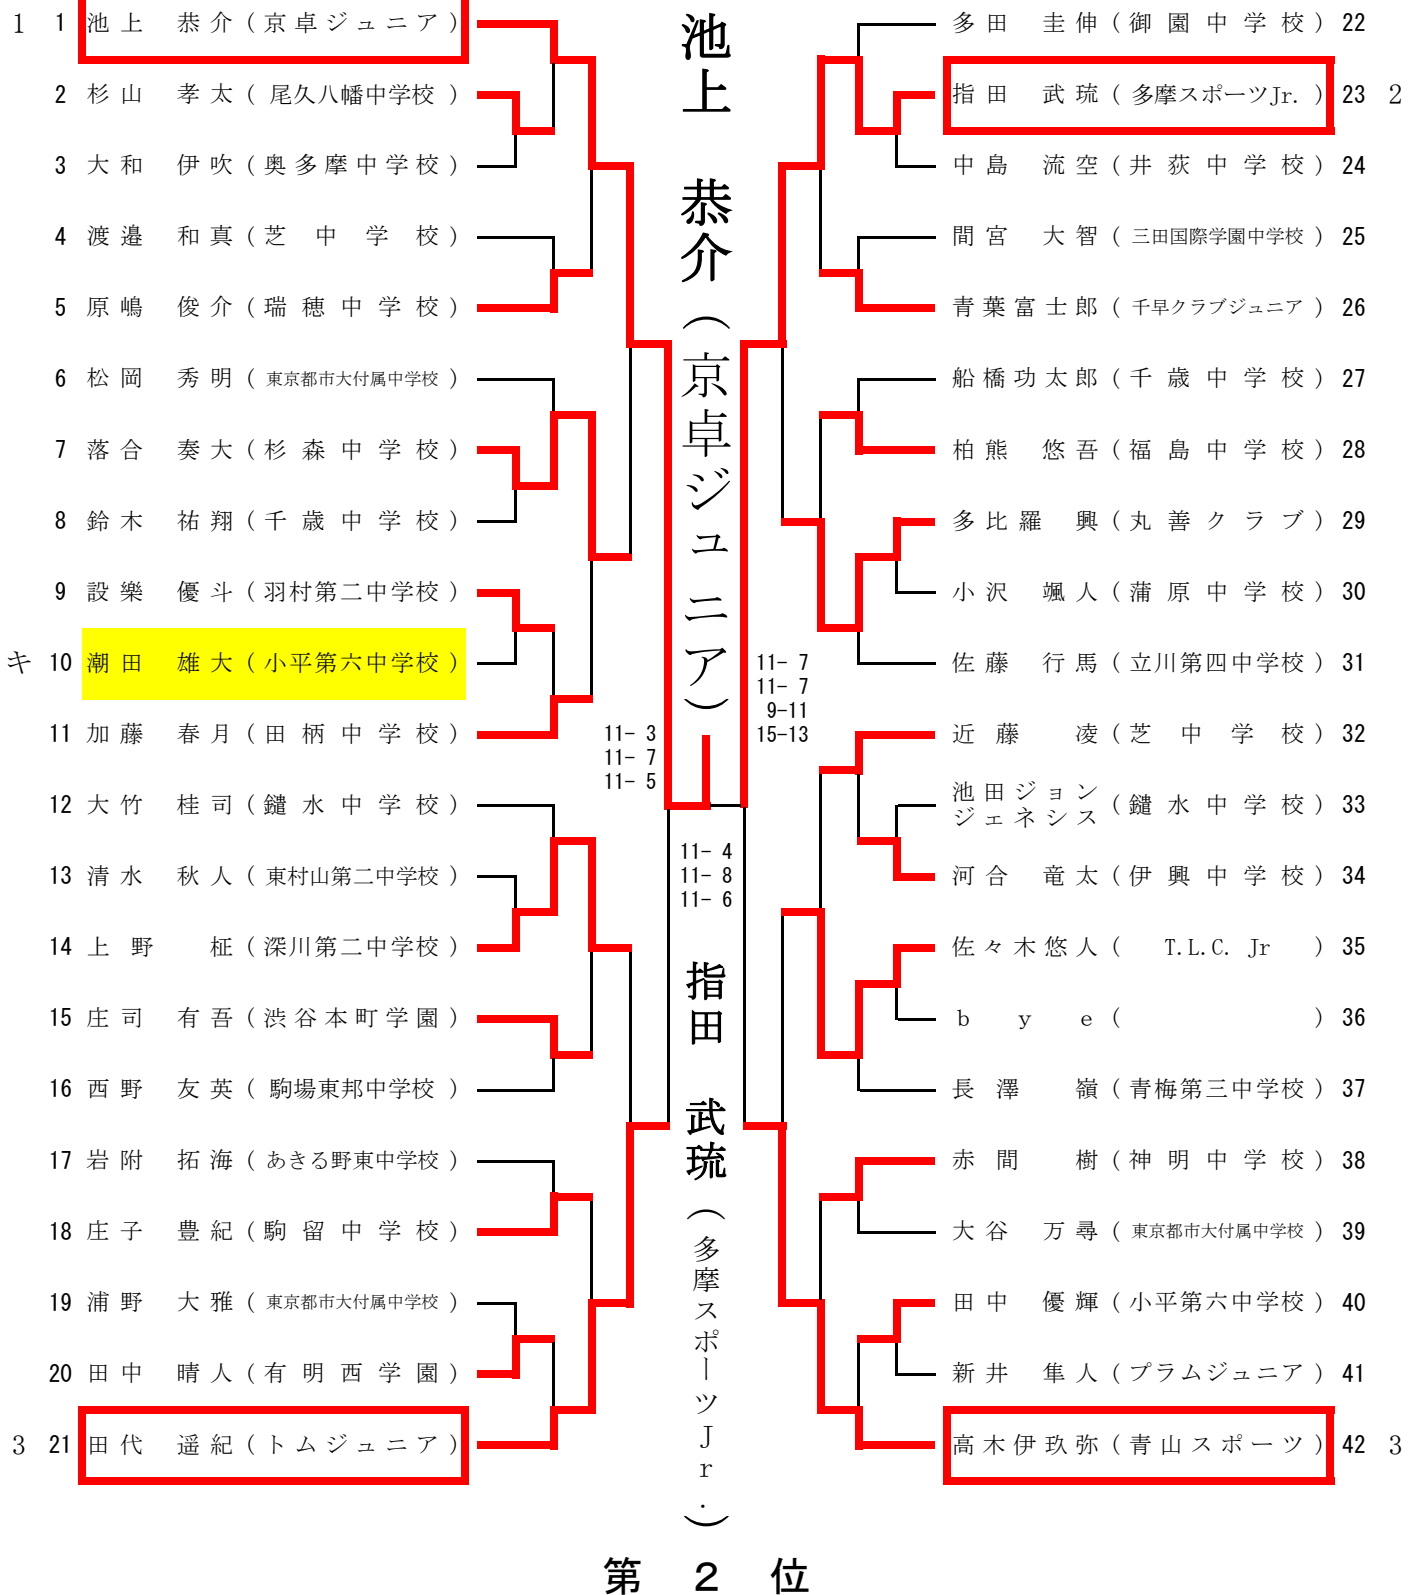 1 1 池上 恭介(京卓ジュニア)
2 杉山 孝太(尾久八幡中学校)
3 大和 伊吹(奥多摩中学校)
4 渡邉 和真(芝中学校)
5 原嶋 俊介(瑞穂中学校)
6 松岡 秀明(東京都市大付属中学校)
7 落合 奏大(杉森中学校)
8 鈴木 祐翔(千歳中学校)
9 設樂 優斗(羽村第二中学校)
キ 10 潮田 雄大(小平第六中学校)
11 加藤 春月(田柄中学校)
12 大竹 桂司(鑓水中学校)
13 清水 秋人(東村山第二中学校)
14 上野 柾(深川第二中学校)
15 庄司 有吾(渋谷本町学園)
16 西野 友英(駒場東邦中学校)
17 岩附 拓海(あきる野東中学校)
18 庄子 豊紀(駒留中学校)
19 浦野 大雅(東京都市大付属中学校)
20 田中 晴人(有明西学園)
3 21 田代 遥紀(トムジュニア)
池上 恭介(京卓ジュニア)
11- 3
11- 7
11- 5
11- 7
11- 7
9-11
15-13
11- 4
11- 8
11- 6
指田 武琉(多摩スポーツJr.)
第 2 位
多田 圭伸(御園中学校) 22
指田 武琉(多摩スポーツJr.) 23 2
中島 流空(井荻中学校) 24
間宮 大智(三田国際学園中学校) 25
青葉富士郎(千早クラブジュニア) 26
船橋功太郎(千歳中学校) 27
柏熊 悠吾(福島中学校) 28
多比羅 興(丸善クラブ) 29
小沢 颯人(蒲原中学校) 30
佐藤 行馬(立川第四中学校) 31
近藤 凌(芝中学校) 32
池田ジョン
ジェネシス(鑓水中学校) 33
河合 竜太(伊興中学校) 34
佐々木悠人( T.L.C. Jr ) 35
b y e( ) 36
長澤 嶺(青梅第三中学校) 37
赤間 樹(神明中学校) 38
大谷 万尋(東京都市大付属中学校) 39
田中 優輝(小平第六中学校) 40
新井 隼人(プラムジュニア) 41
高木伊玖弥(青山スポーツ) 42 3